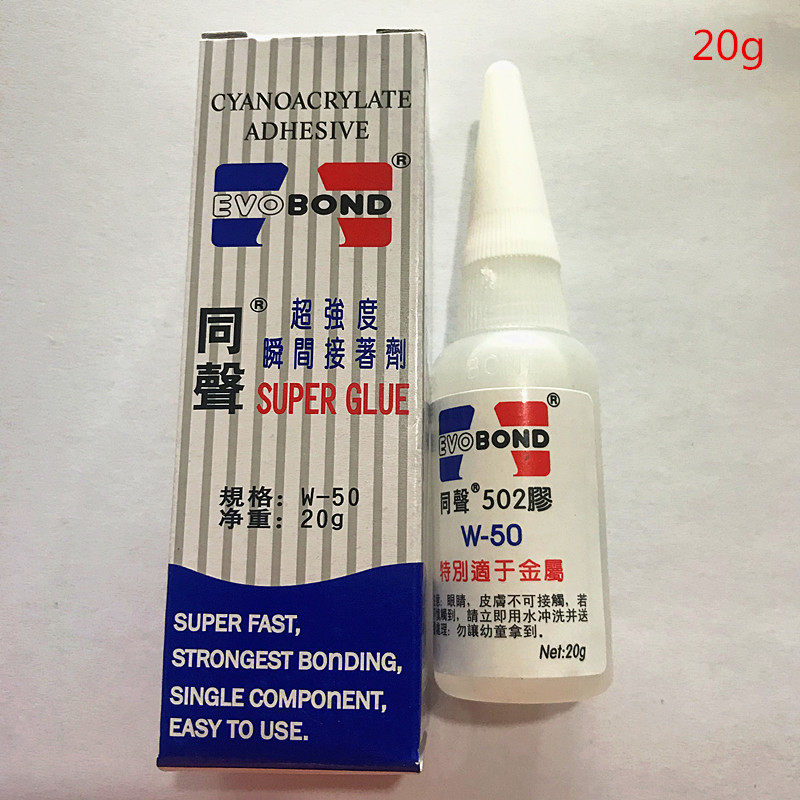 20g
CYANOACRYLATE
ADHESIVE
EVOBOND®
同聲®
超強度
瞬間接著劑
SUPER GLUE
規格: W-50
净重: 20g
SUPER FAST,
STRONGEST BonDING,
SINGLE COMPOnENT,
EASY TO USE.
BOND
EVOBOND®
同聲®502膠
W-50
特別適于金屬
眼睛, 皮膚不可接觸, 若
觸到, 請立即用水冲洗并送
處理; 勿讓幼童拿到.
Net:20g